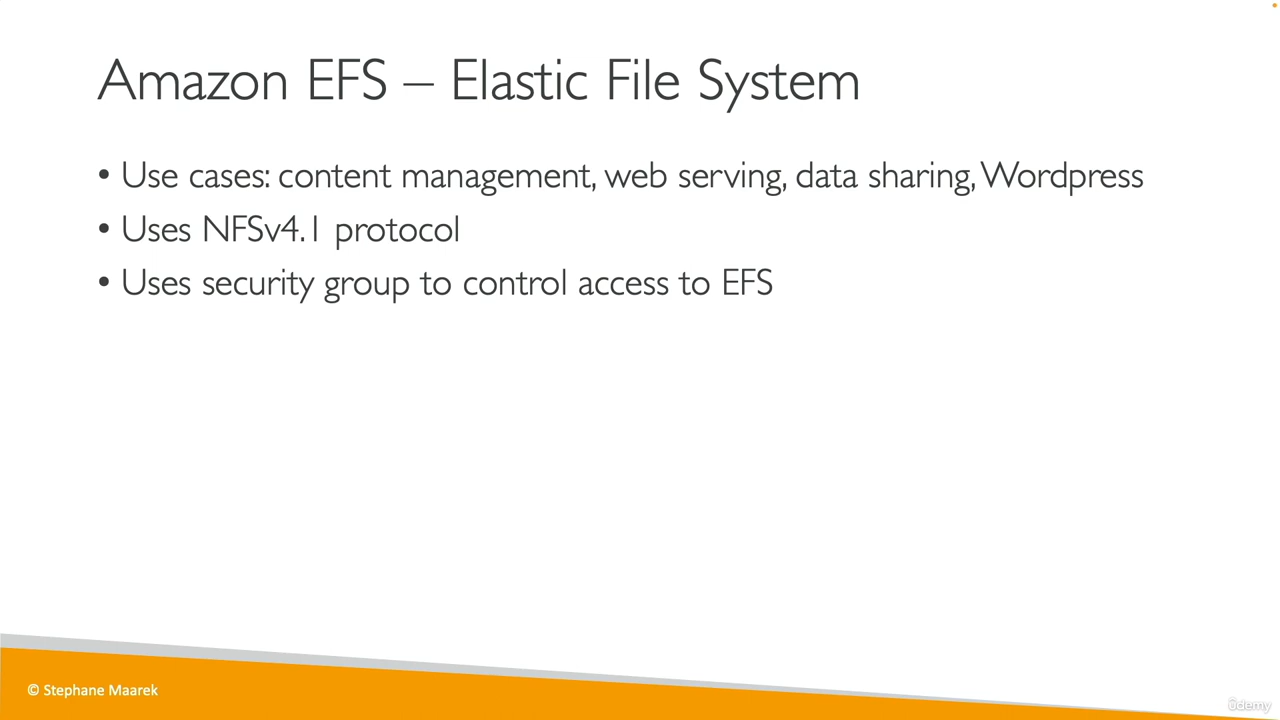 Amazon EFS – Elastic File System
• Use cases: content management, web serving, data sharing, Wordpress
• Uses NFSv4.1 protocol
• Uses security group to control access to EFS
© Stephane Maarek
ûdemy